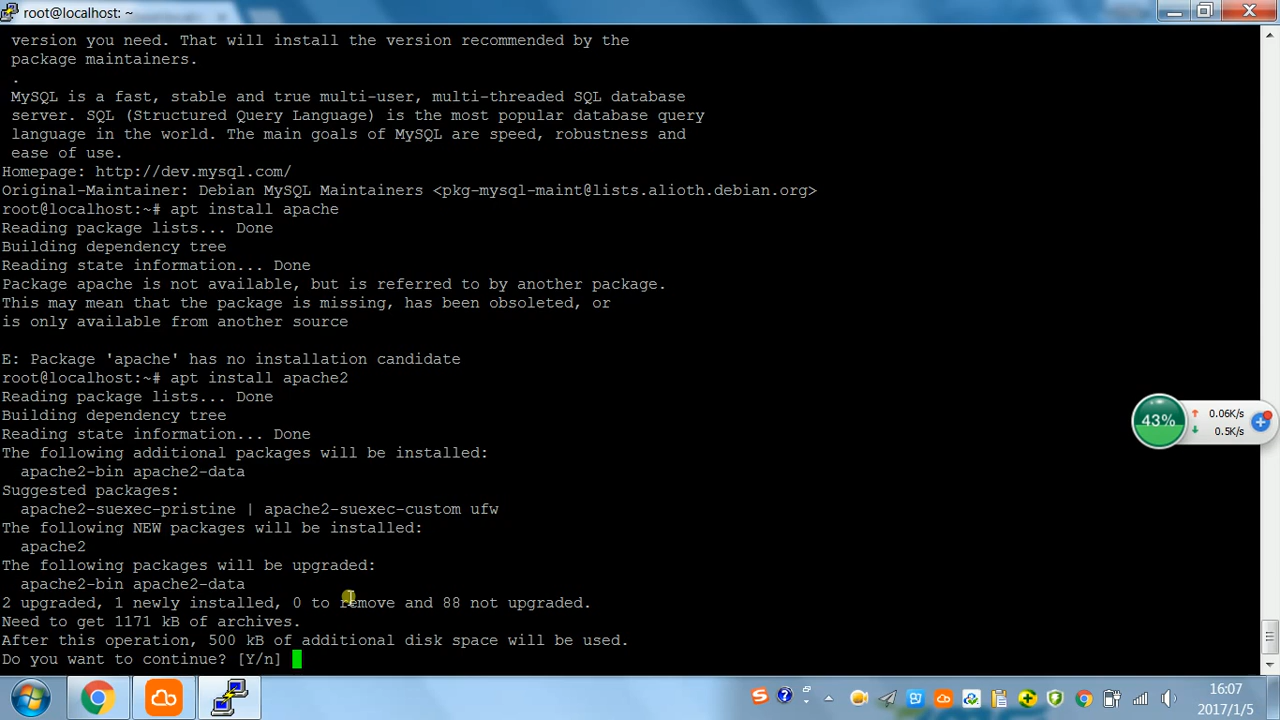 root@localhost: ~
version you need. That will install the version recommended by the
package maintainers.
.
MySQL is a fast, stable and true multi-user, multi-threaded SQL database
server. SQL (Structured Query Language) is the most popular database query
language in the world. The main goals of MySQL are speed, robustness and
ease of use.
Homepage: http://dev.mysql.com/
Original-Maintainer: Debian MySQL Maintainers <pkg-mysql-maint@lists.alioth.debian.org>
root@localhost:~# apt install apache
Reading package lists... Done
Building dependency tree
Reading state information... Done
Package apache is not available, but is referred to by another package.
This may mean that the package is missing, has been obsoleted, or
is only available from another source
E: Package 'apache' has no installation candidate
root@localhost:~# apt install apache2
Reading package lists... Done
Building dependency tree
Reading state information... Done
The following additional packages will be installed:
apache2-bin apache2-data
Suggested packages:
apache2-suexec-pristine | apache2-suexec-custom ufw
The following NEW packages will be installed:
apache2
The following packages will be upgraded:
apache2-bin apache2-data
2 upgraded, 1 newly installed, 0 to remove and 88 not upgraded.
Need to get 1171 kB of archives.
After this operation, 500 kB of additional disk space will be used.
Do you want to continue? [Y/n]
43%
0.06K/s
0.5K/s
16:07
2017/1/5